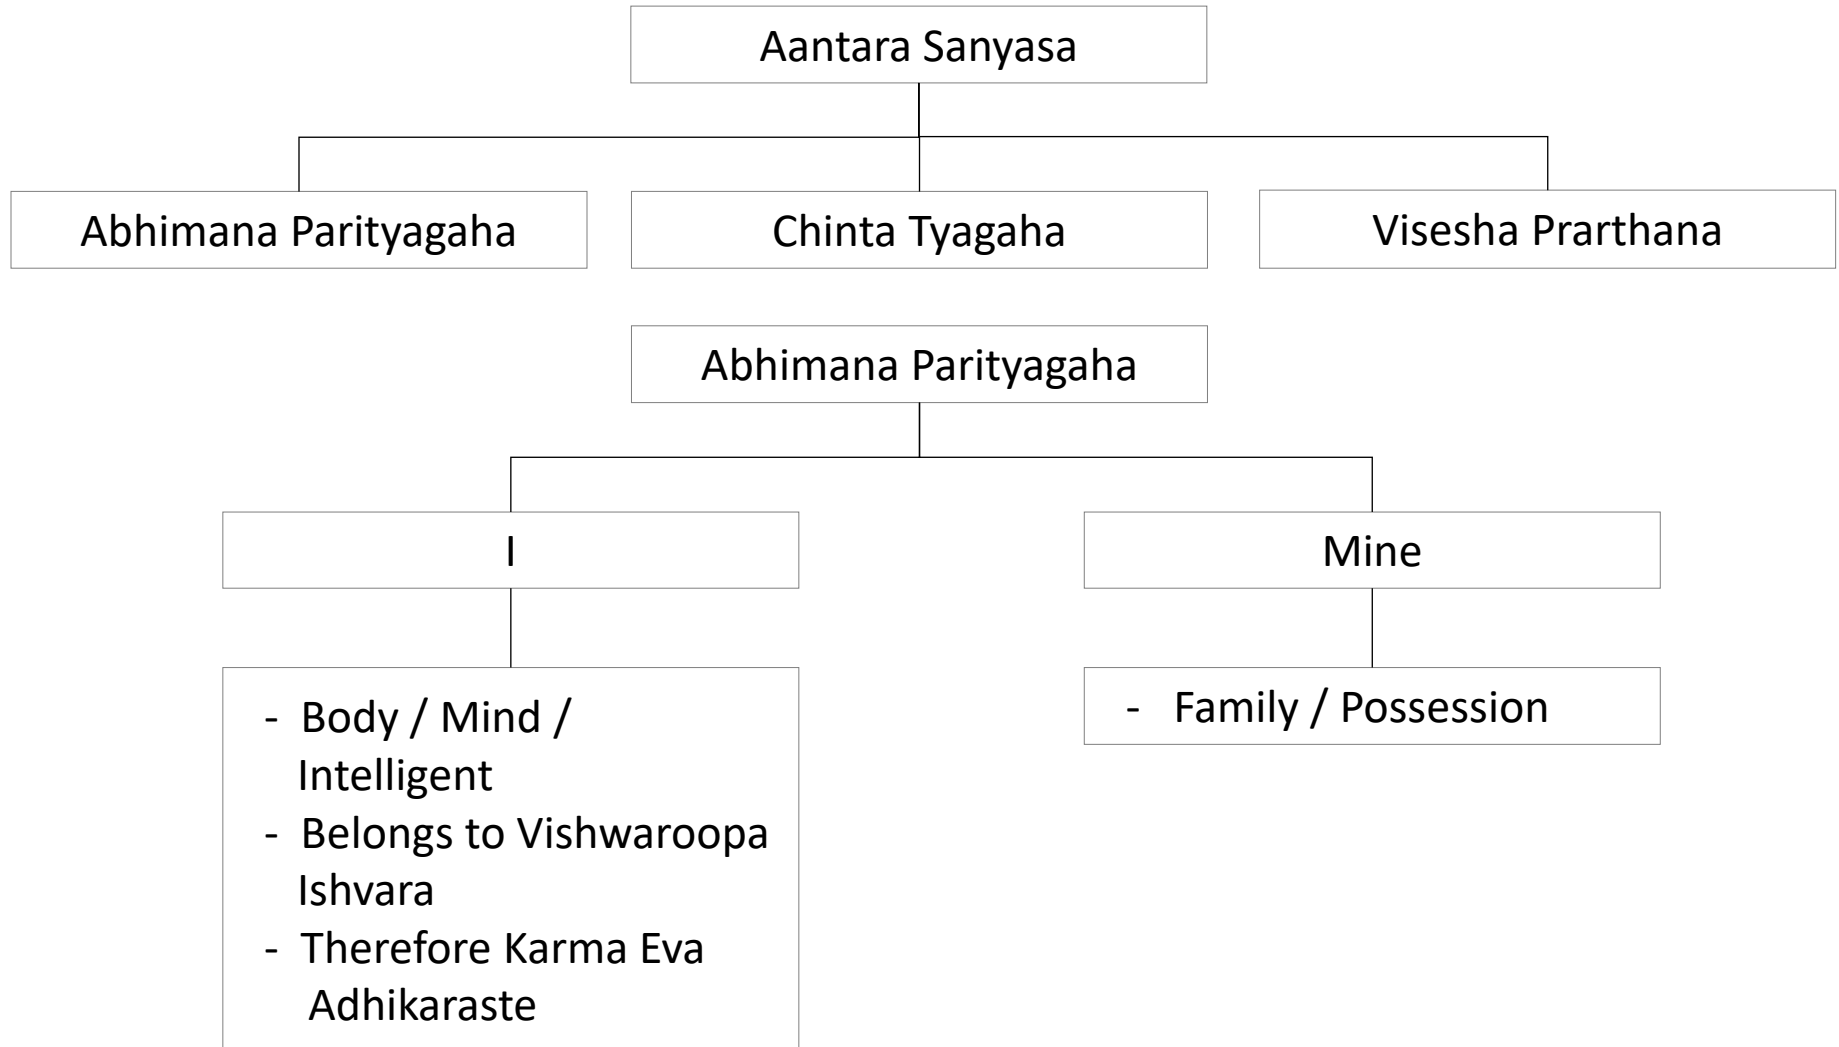 Aantara Sanyasa
Abhimana Parityagaha
Chinta Tyagaha
Visesha Prarthana
Abhimana Parityagaha
I
Mine
- Body / Mind /
Intelligent
- Belongs to Vishwaroopa
Ishvara
- Therefore Karma Eva
Adhikaraste
- Family / Possession